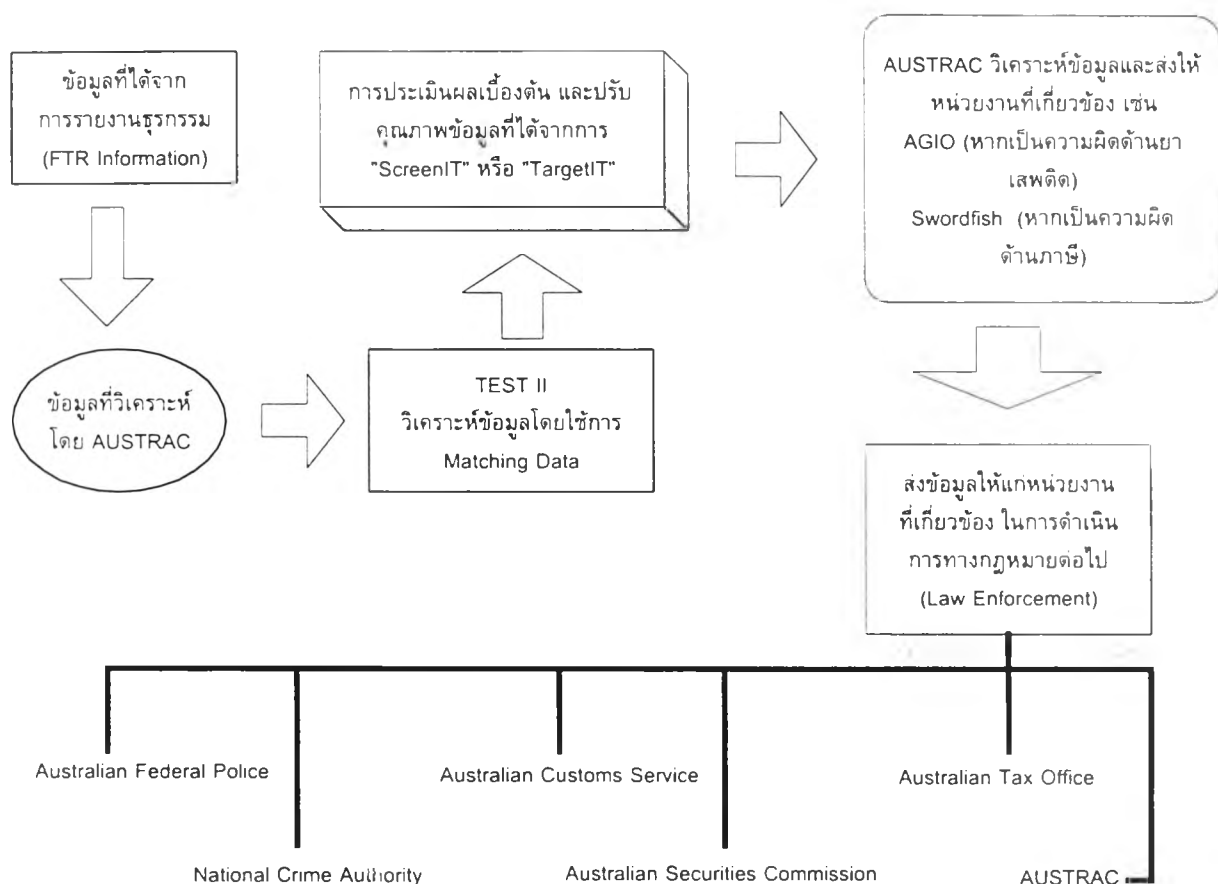 ข้อมูลที่ได้จาก
การรายงานธุรกรรม
(FTR Information)
ข้อมูลที่วิเคราะห์
โดย AUSTRAC
TEST II
วิเคราะห์ข้อมูลโดยใช้การ
Matching Data
การประเมินผลเบื้องต้น และปรับ
คุณภาพข้อมูลที่ได้จากการ
"ScreenIT" หรือ "TargetIT"
AUSTRAC วิเคราะห์ข้อมูลและส่งให้
หน่วยงานที่เกี่ยวข้อง เช่น
AGIO (หากเป็นความผิดด้านยา
เสพติด)
Swordfish (หากเป็นความผิด
ด้านภาษี)
ส่งข้อมูลให้แก่หน่วยงาน
ที่เกี่ยวข้อง ในการดำเนิน
การทางกฎหมายต่อไป
(Law Enforcement)
Australian Federal Police
Australian Customs Service
Australian Tax Office
National Crime Authority
Australian Securities Commission
AUSTRAC